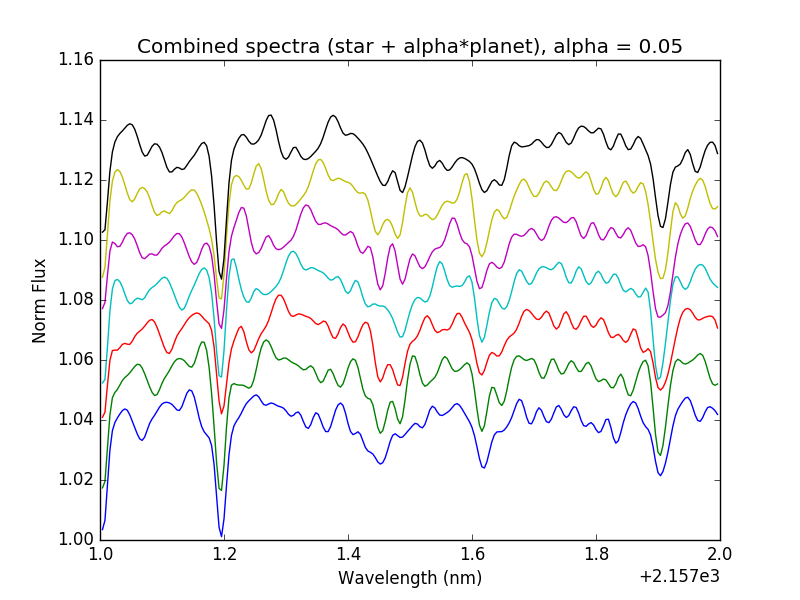 Combined spectra (star + alpha*planet), alpha = 0.05
1.16
1.14
1.12
1.10
1.08
1.06
1.04
1.02
1.00
Norm Flux
1.0 1.2 1.4 1.6 1.8 2.0
Wavelength (nm)
+2.157e3